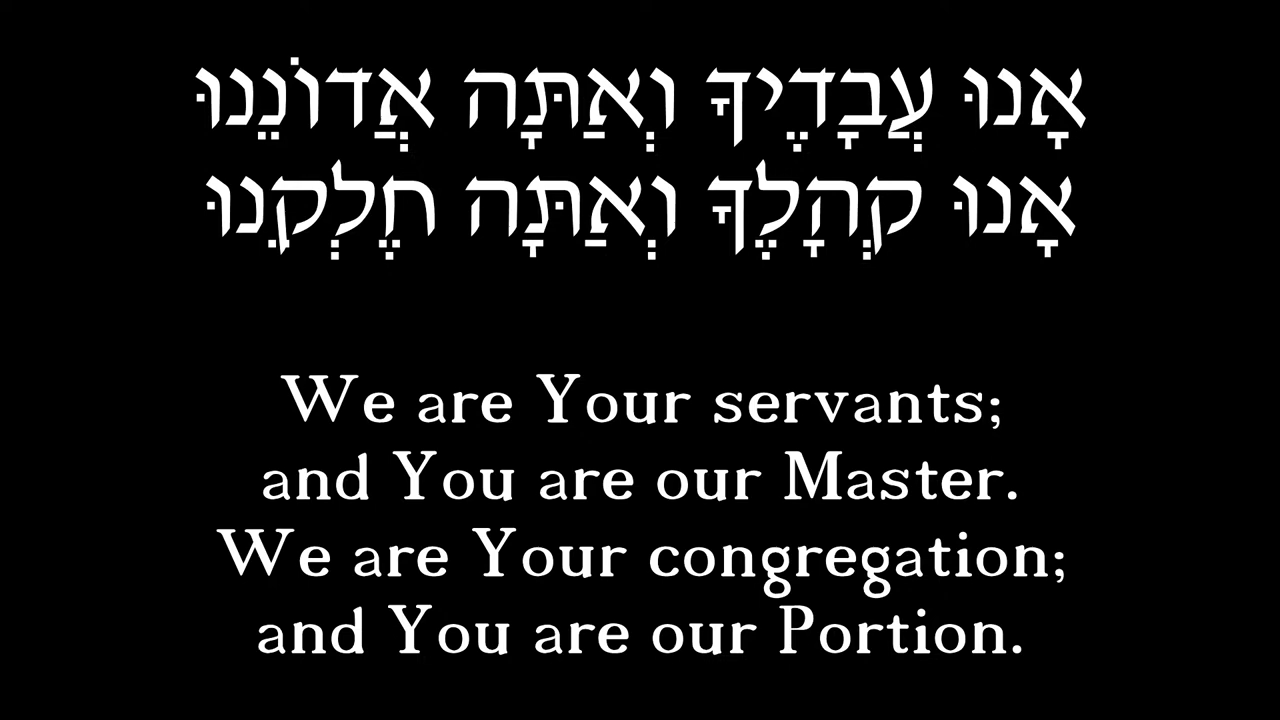 אָנוּ עֲבָדֶיךָ וְאַתָּה אֲדוֹנֵנוּ
אָנוּ קְהָלֶךָ וְאַתָּה חֶלְקֵנוּ
We are Your servants;
and You are our Master.
We are Your congregation;
and You are our Portion.